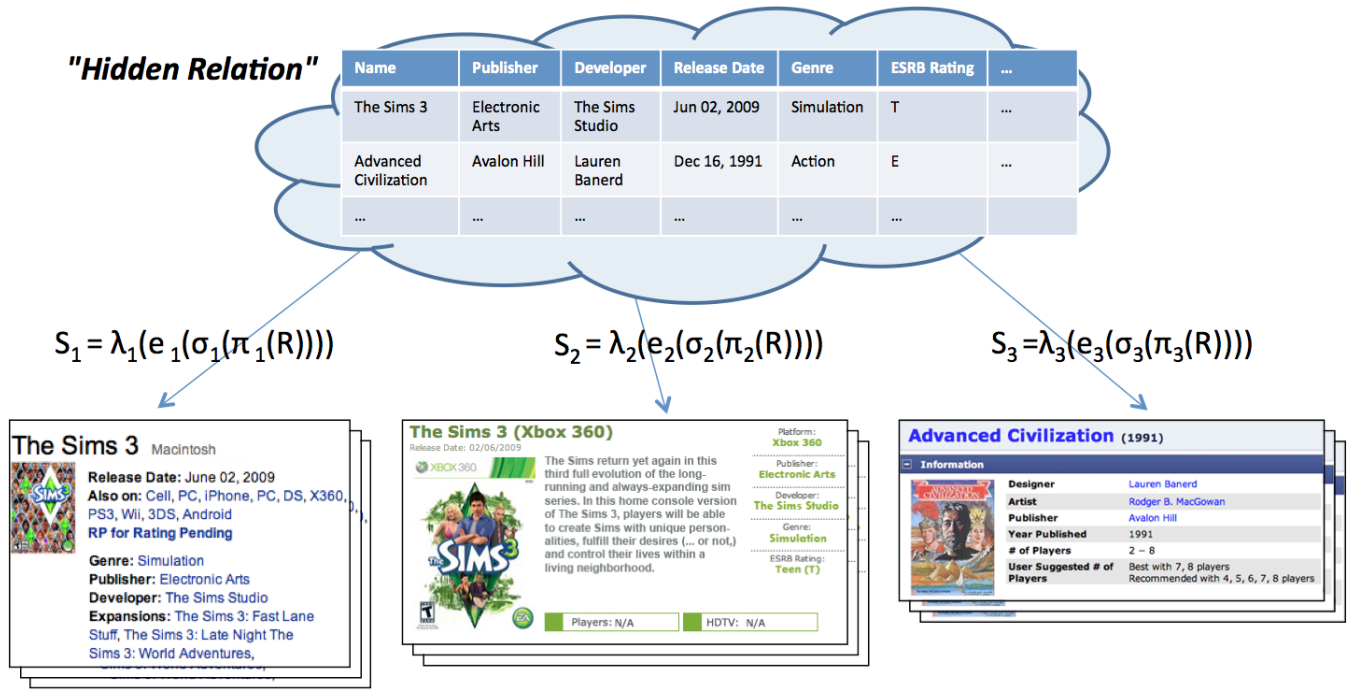 "Hidden Relation"
Name Publisher Developer Release Date Genre ESRB Rating ...
The Sims 3 Electronic Arts The Sims Studio Jun 02, 2009 Simulation T ...
Advanced Civilization Avalon Hill Lauren Banerd Dec 16, 1991 Action E ...
... ... ... ... ... ...
S1 = λ1(e 1(σ1(π 1(R))))
S2 = λ2(e2(σ2(π2(R))))
S3 =λ3(e3(σ3(π3(R))))
The Sims 3 Macintosh
Release Date: June 02, 2009
Also on: Cell, PC, iPhone, PC, DS, X360,
PS3, Wii, 3DS, Android
RP for Rating Pending
Genre: Simulation
Publisher: Electronic Arts
Developer: The Sims Studio
Expansions: The Sims 3: Fast Lane
Stuff, The Sims 3: Late Night The
Sims 3: World Adventures,
The Sims 3 (Xbox 360)
Release Date: 02/06/2009
XBOX 360
THE SIMS 3
The Sims return yet again in this
third full evolution of the long-
running and always-expanding sim
series. In this home console version
of The Sims 3, players will be able
to create Sims with unique person-
alities, fulfill their desires (... or not,)
and control their lives within a
living neighborhood.
Platform:
Xbox 360
Publisher:
Electronic Arts
Developer:
The Sims Studio
Genre:
Simulation
ESRB Rating:
Teen (T)
Players: N/A
HDTV: N/A
Advanced Civilization (1991)
Information
ADVANCED
CIVILIZATION
Designer Lauren Banerd
Artist Rodger B. MacGowan
Publisher Avalon Hill
Year Published 1991
# of Players 2 – 8
User Suggested # of Players Best with 7, 8 players
Recommended with 4, 5, 6, 7, 8 players